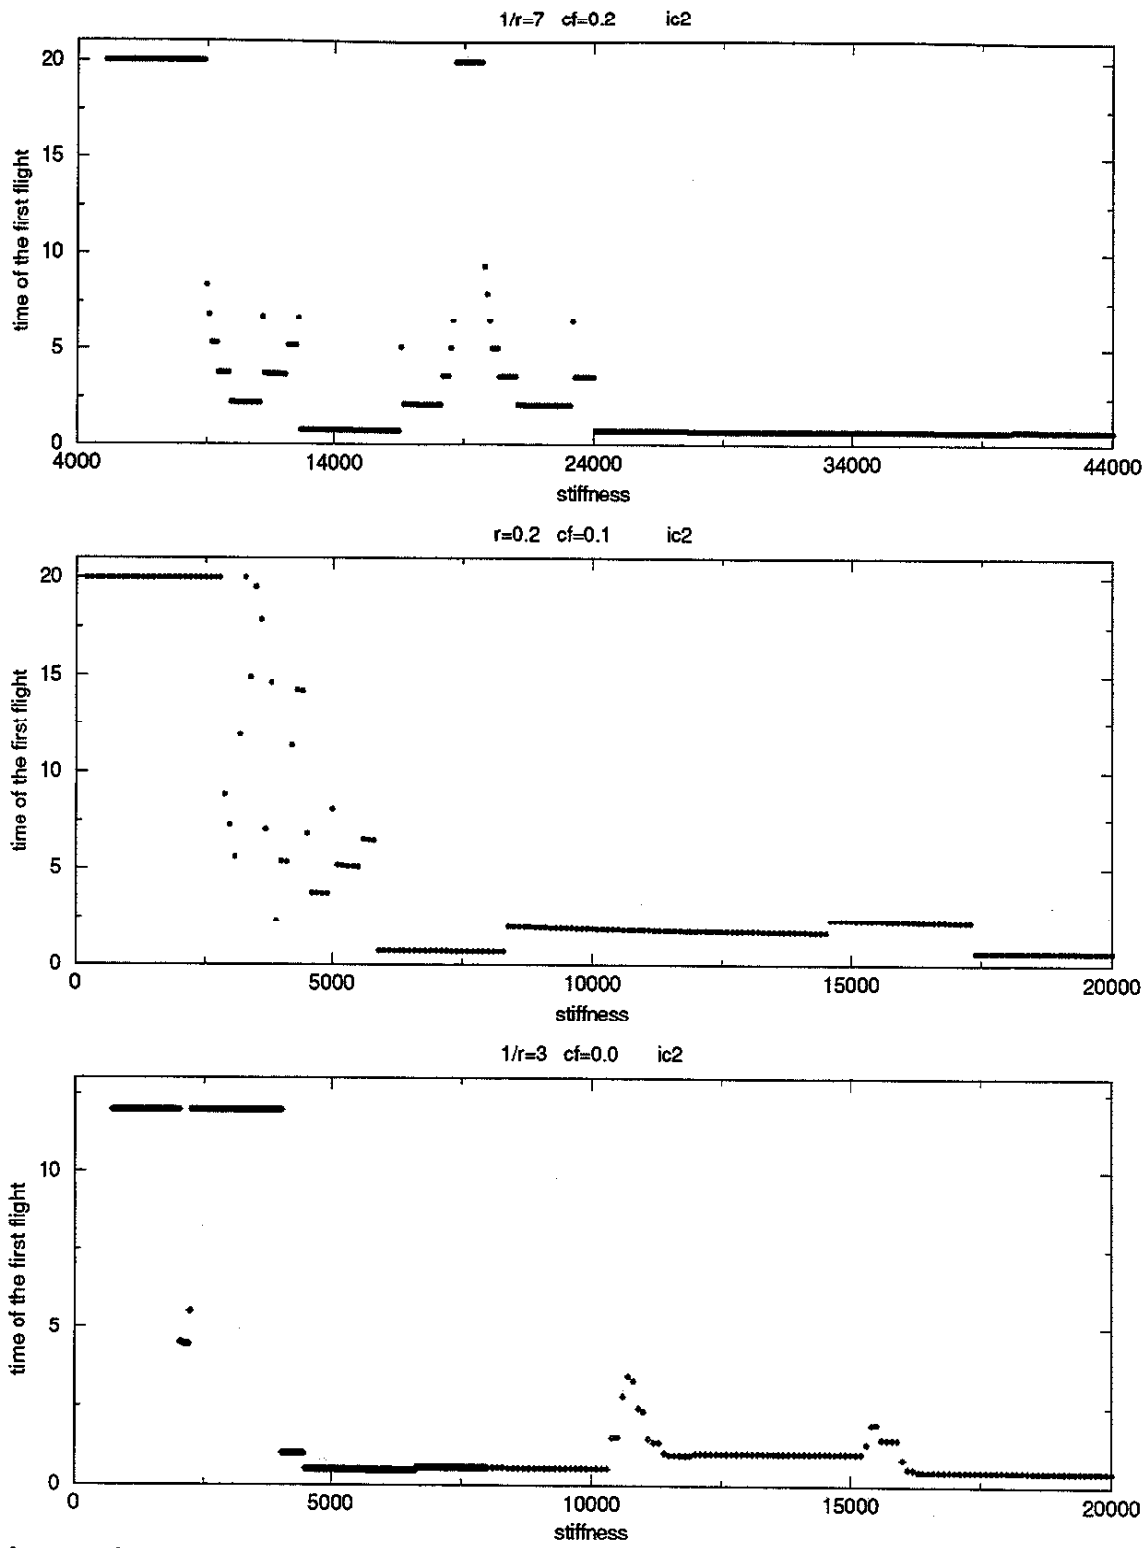 1/r=7 cf=0.2 ic2
20
15
10
5
0
time of the first flight
4000 14000 24000 34000 44000
stiffness
r=0.2 cf=0.1 ic2
20
15
10
5
0
time of the first flight
0 5000 10000 15000 20000
stiffness
1/r=3 cf=0.0 ic2
10
5
0
time of the first flight
0 5000 10000 15000 20000
stiffness